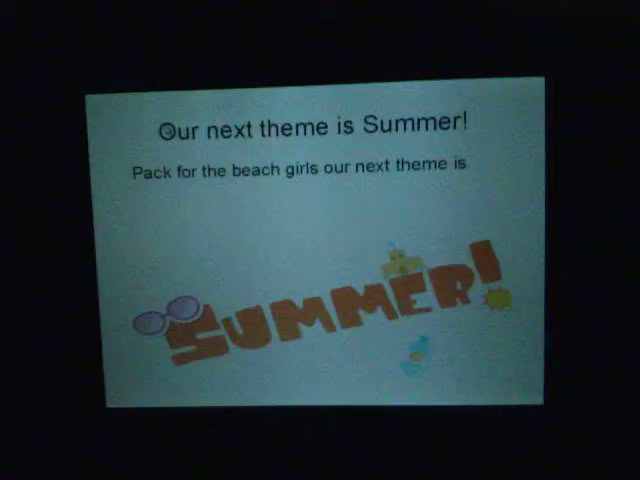 Our next theme is Summer!
Pack for the beach girls our next theme is
SUMMER!